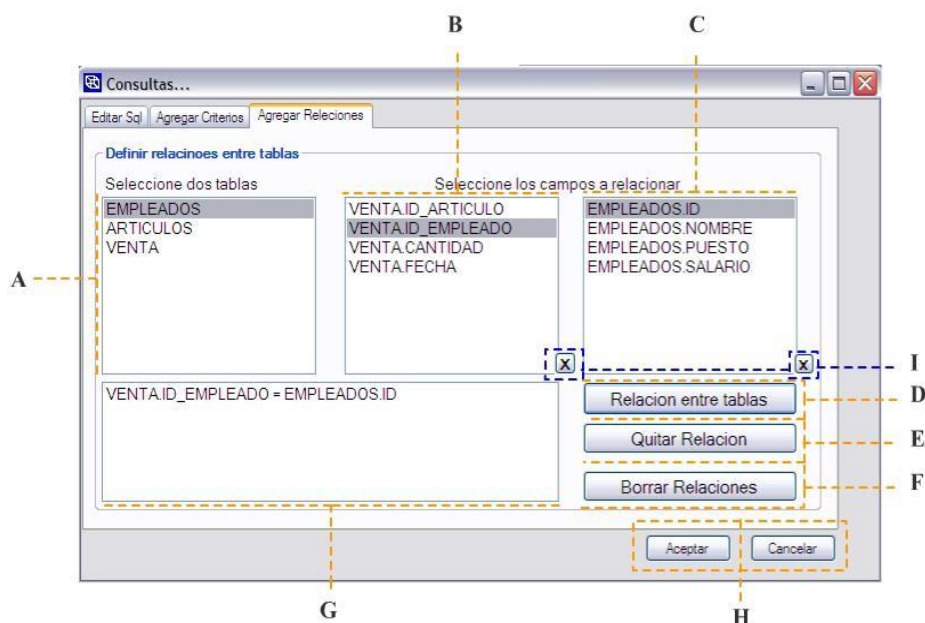 B
C
Consultas...
Editar Sql
Agregar Criterios
Agregar Releciones
Definir relacinoes entre tablas
Seleccione dos tablas
Seleccione los campos a relacionar
EMPLEADOS
ARTICULOS
VENTA
VENTA.ID_ARTICULO
VENTA.ID_EMPLEADO
VENTA.CANTIDAD
VENTA.FECHA
EMPLEADOS.ID
EMPLEADOS.NOMBRE
EMPLEADOS.PUESTO
EMPLEADOS.SALARIO
A
X
X
I
VENTA.ID_EMPLEADO = EMPLEADOS.ID
Relacion entre tablas
D
Quitar Relacion
E
Borrar Relaciones
F
Aceptar
Cancelar
G
H